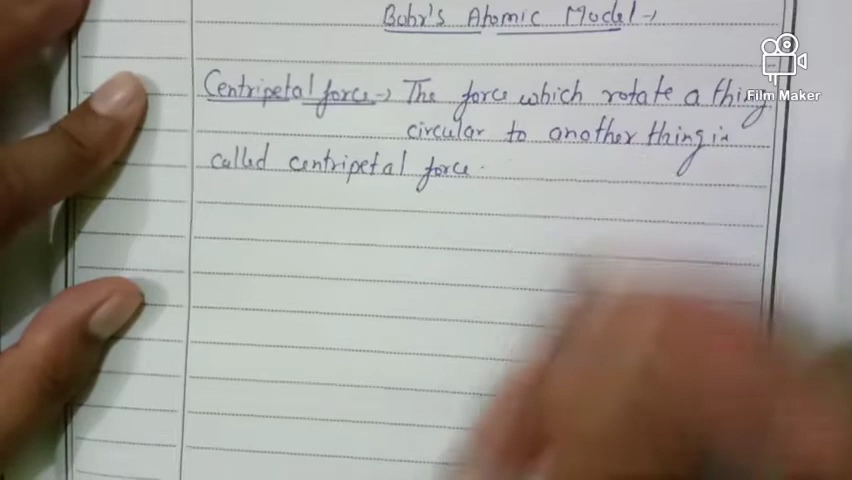 Bohr's Atomic Model -)
Film Maker
Centripetal force -) The force which rotate a thing
circular to another thing is
called centripetal force.